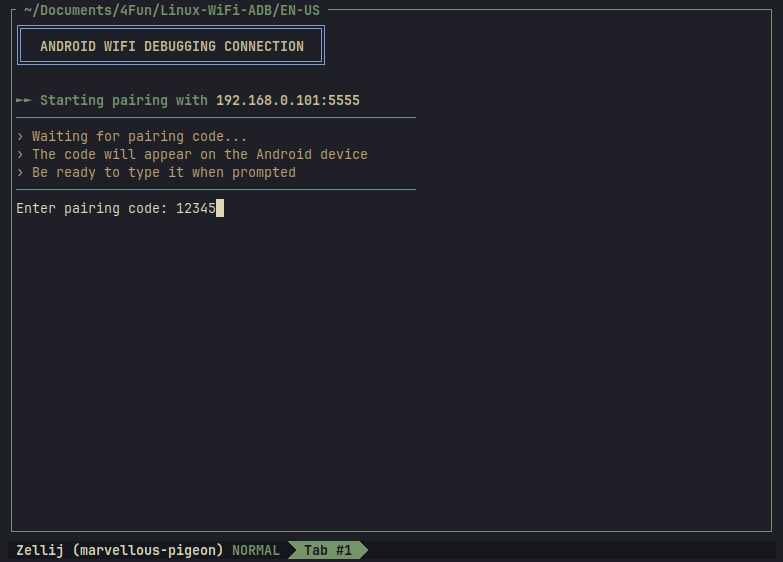 ~/Documents/4Fun/Linux-WiFi-ADB/EN-US
ANDROID WIFI DEBUGGING CONNECTION
►► Starting pairing with 192.168.0.101:5555
› Waiting for pairing code...
› The code will appear on the Android device
› Be ready to type it when prompted
Enter pairing code: 12345
Zellij (marvellous-pigeon) NORMAL Tab #1